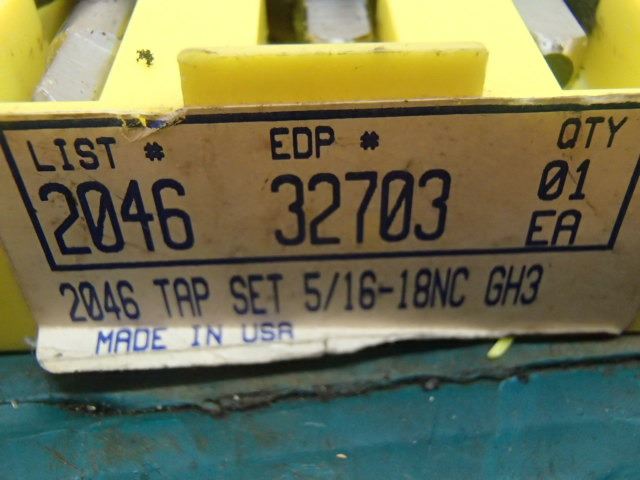 LIST # EDP # QTY
2046 32703 01
EA
2046 TAP SET 5/16-18NC GH3
MADE IN USA